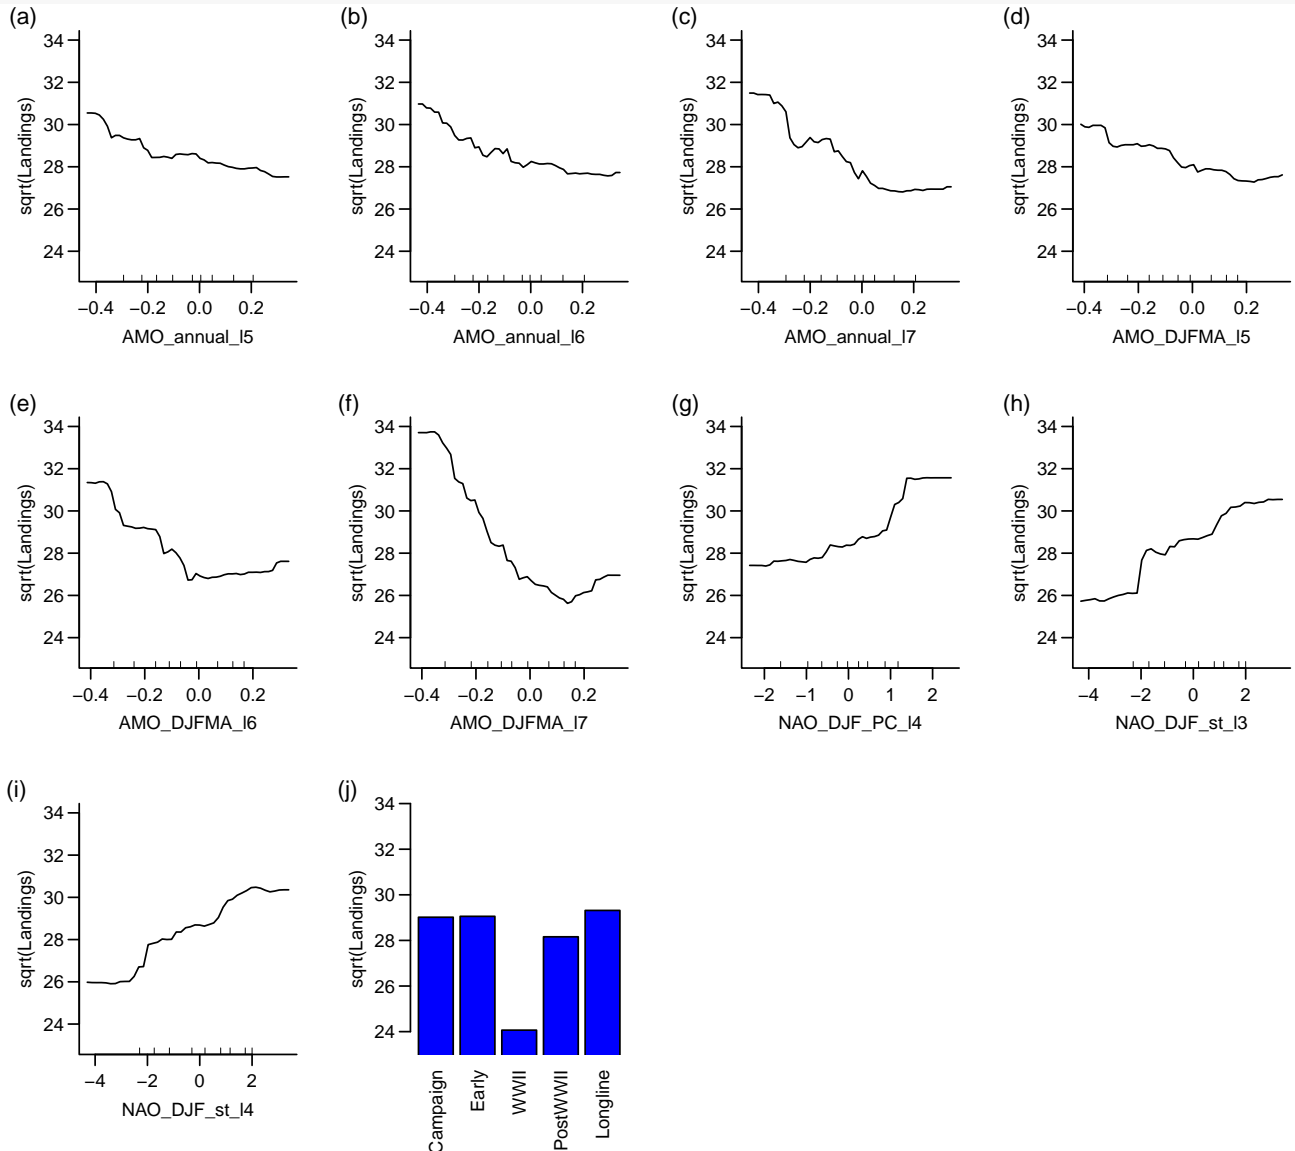 (a)
34
32
30
28
26
24
sqrt(Landings)
−0.4 −0.2 0.0 0.2
AMO_annual_l5
(b)
34
32
30
28
26
24
sqrt(Landings)
−0.4 −0.2 0.0 0.2
AMO_annual_l6
(c)
34
32
30
28
26
24
sqrt(Landings)
−0.4 −0.2 0.0 0.2
AMO_annual_l7
(d)
34
32
30
28
26
24
sqrt(Landings)
−0.4 −0.2 0.0 0.2
AMO_DJFMA_l5
(e)
34
32
30
28
26
24
sqrt(Landings)
−0.4 −0.2 0.0 0.2
AMO_DJFMA_l6
(f)
34
32
30
28
26
24
sqrt(Landings)
−0.4 −0.2 0.0 0.2
AMO_DJFMA_l7
(g)
34
32
30
28
26
24
sqrt(Landings)
−2 −1 0 1 2
NAO_DJF_PC_l4
(h)
34
32
30
28
26
24
sqrt(Landings)
−4 −2 0 2
NAO_DJF_st_l3
(i)
34
32
30
28
26
24
sqrt(Landings)
−4 −2 0 2
NAO_DJF_st_l4
(j)
34
32
30
28
26
24
sqrt(Landings)
Campaign
Early
WWII
PostWWII
Longline